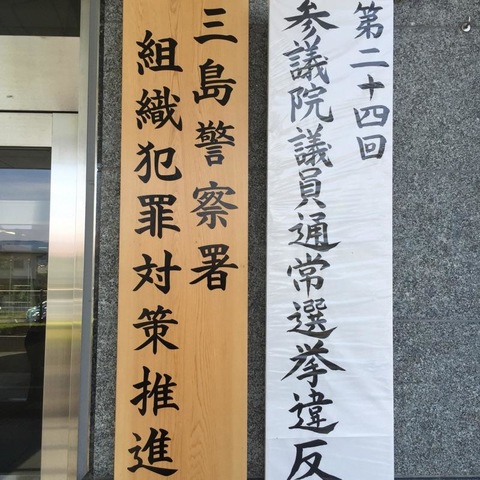 第二十四回
参議院議員通常選挙違反
三島警察署
組織犯罪対策推進